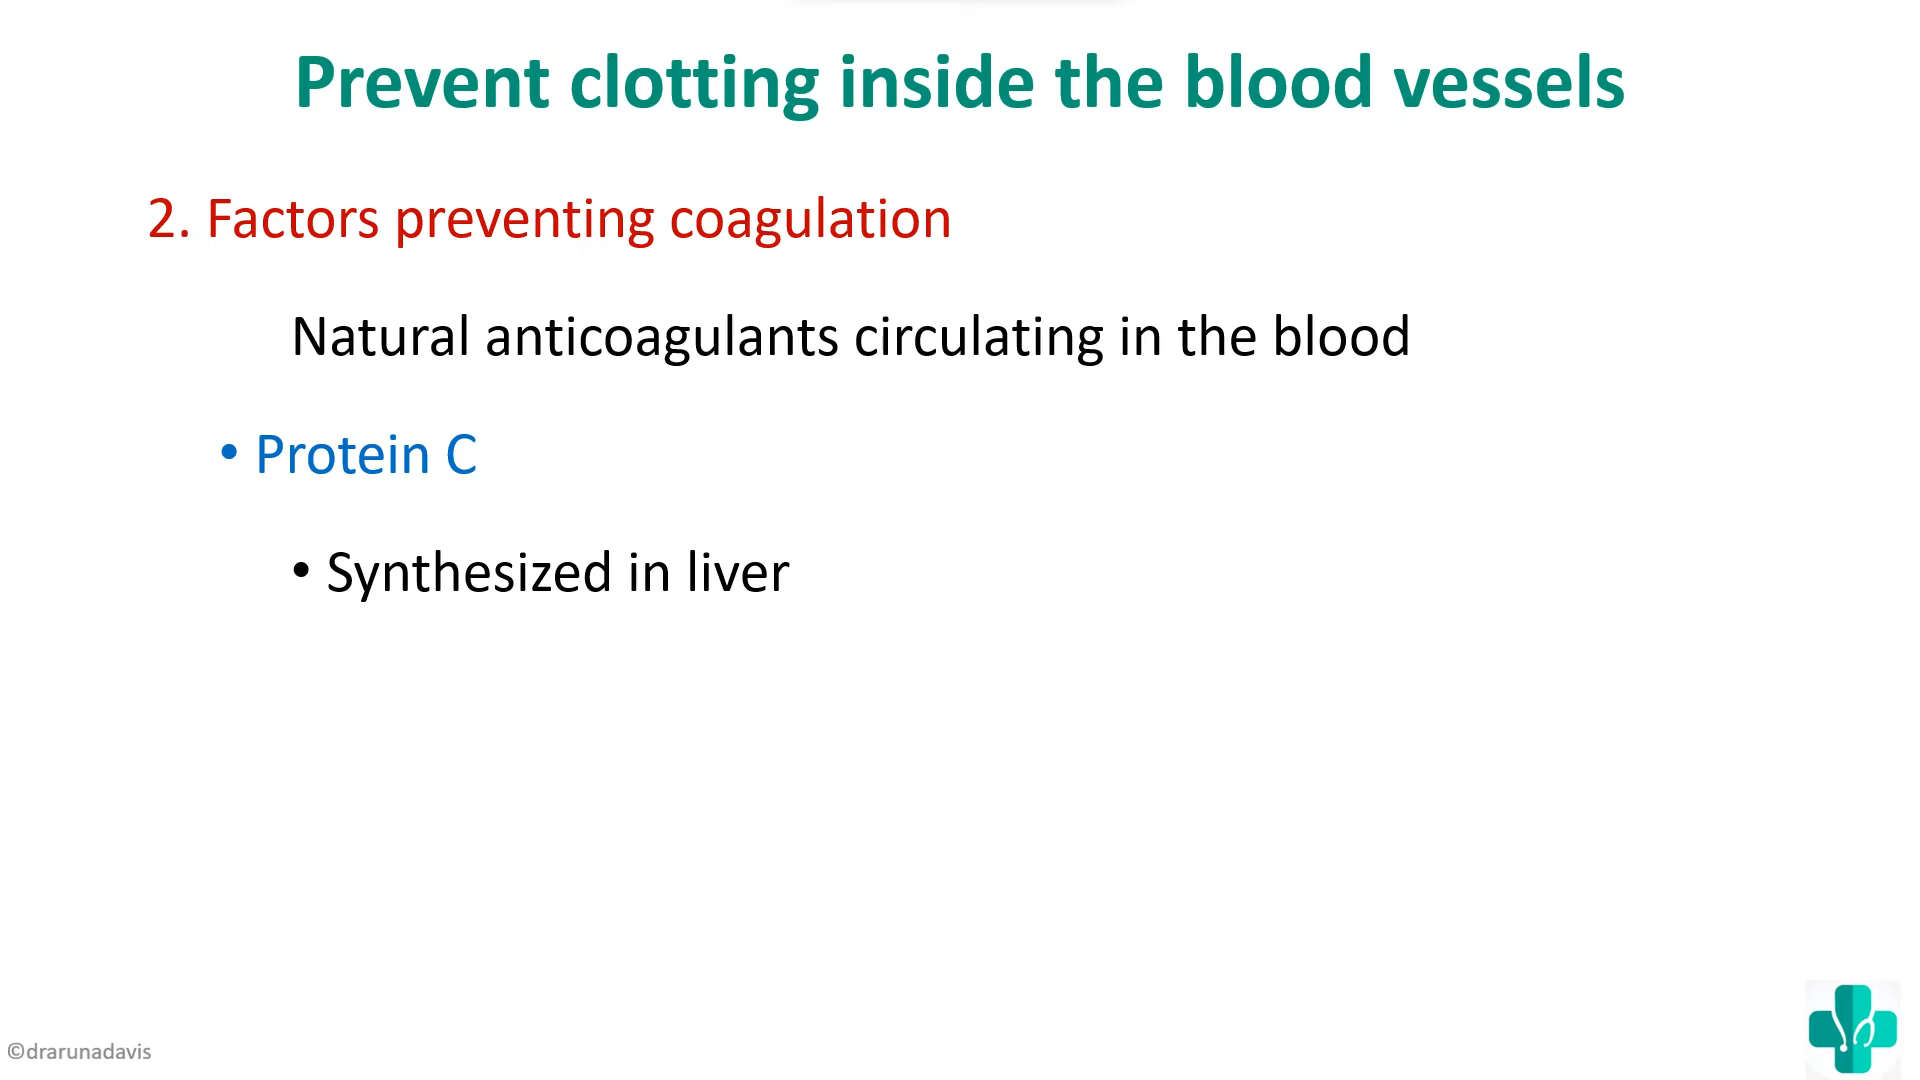 Prevent clotting inside the blood vessels
2. Factors preventing coagulation
Natural anticoagulants circulating in the blood
• Protein C
• Synthesized in liver
©drarunadavis